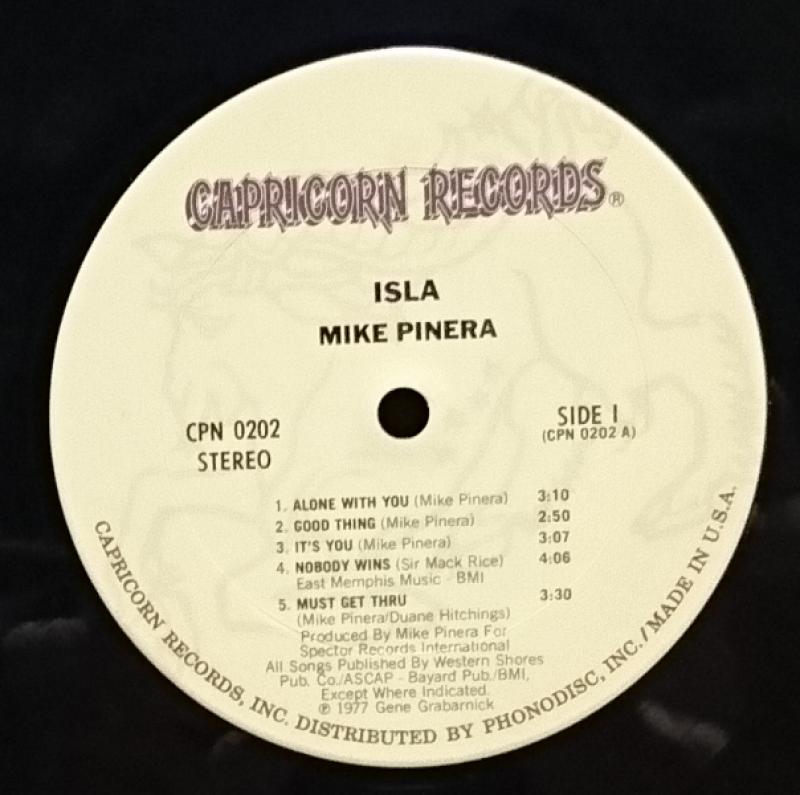 CAPRICORN RECORDS®
ISLA
MIKE PINERA
CPN 0202
STEREO
SIDE I
(CPN 0202 A)
1. ALONE WITH YOU (Mike Pinera) 3:10
2. GOOD THING (Mike Pinera) 2:50
3. IT'S YOU (Mike Pinera) 3:07
4. NOBODY WINS (Sir Mack Rice) 4:06
East Memphis Music - BMI
5. MUST GET THRU 3:30
(Mike Pinera/Duane Hitchings)
Produced By Mike Pinera For
Spector Records International
All Songs Published By Western Shores
Pub. Co./ASCAP - Bayard Pub./BMI,
Except Where Indicated.
℗ 1977 Gene Grabarnick
CAPRICORN RECORDS, INC. DISTRIBUTED BY PHONODISC, INC./MADE IN U.S.A.